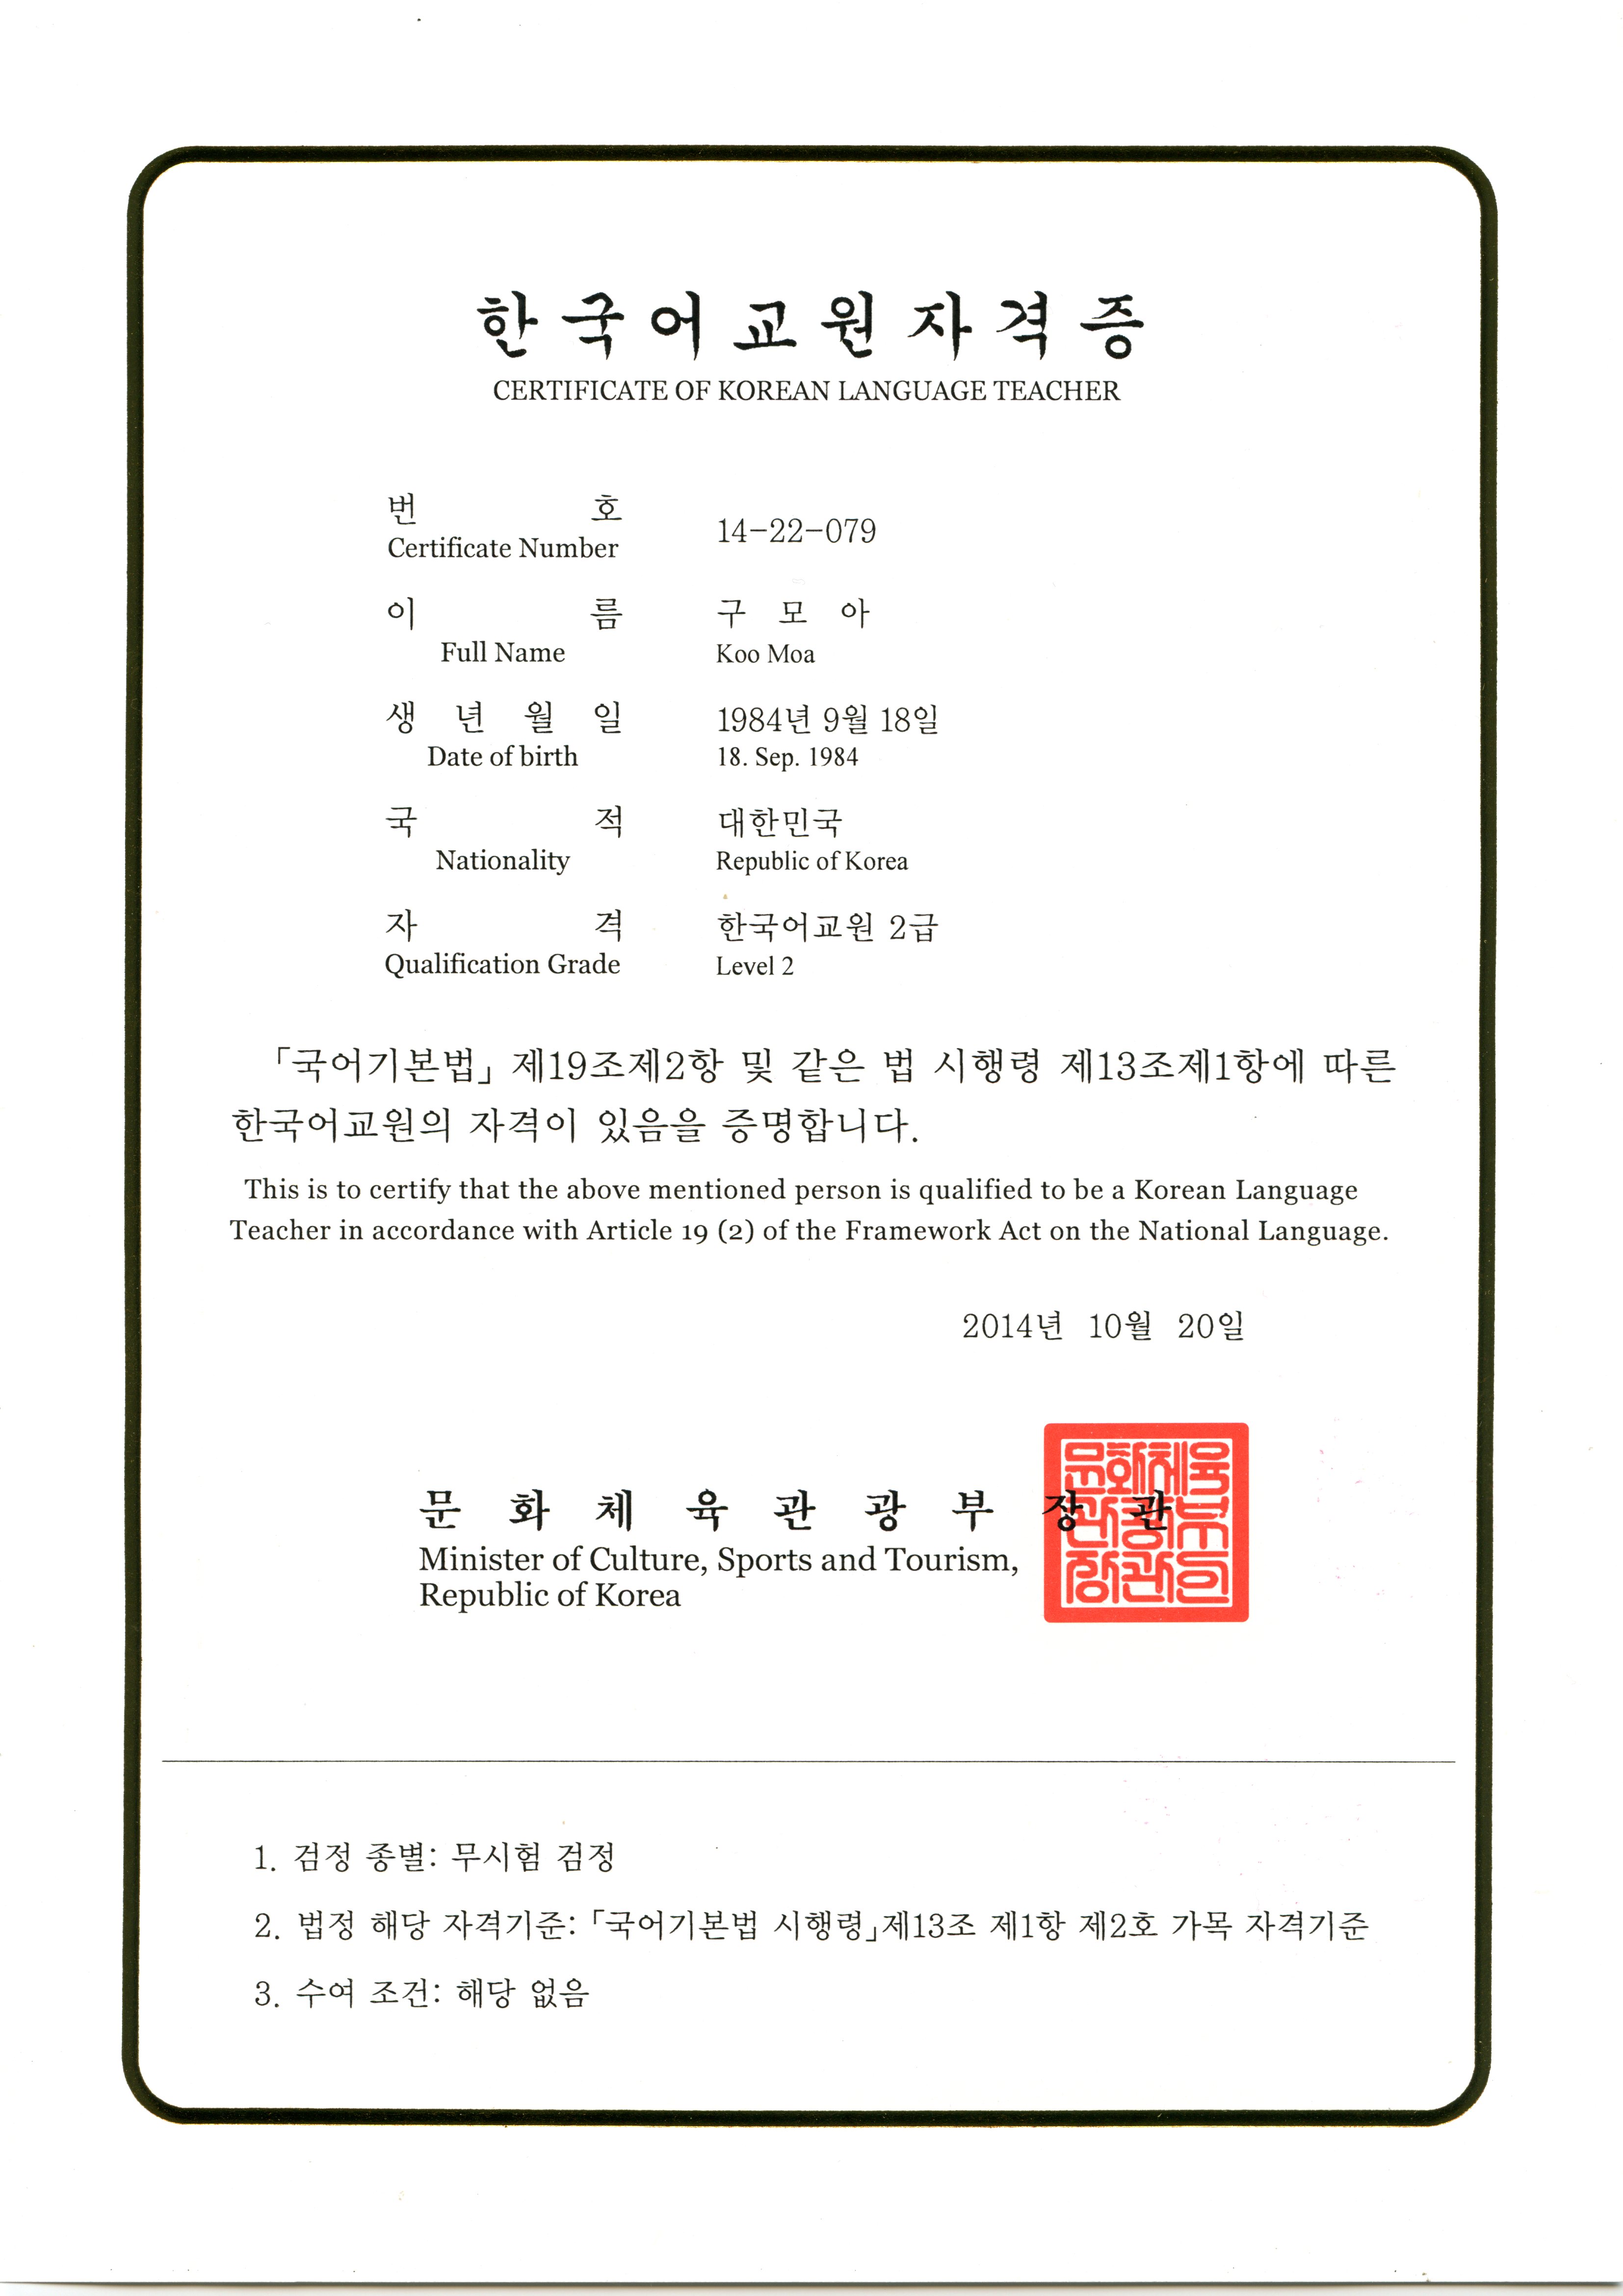 한국어교원자격증
CERTIFICATE OF KOREAN LANGUAGE TEACHER
번 호
Certificate Number
14-22-079
이 름
Full Name
구 모 아
Koo Moa
생 년 월 일
Date of birth
1984년 9월 18일
18. Sep. 1984
국 적
Nationality
대한민국
Republic of Korea
자 격
Qualification Grade
한국어교원 2급
Level 2
「국어기본법」 제19조제2항 및 같은 법 시행령 제13조제1항에 따른
한국어교원의 자격이 있음을 증명합니다.
This is to certify that the above mentioned person is qualified to be a Korean Language
Teacher in accordance with Article 19 (2) of the Framework Act on the National Language.
2014년 10월 20일
문 화 체 육 관 광 부 장 관
Minister of Culture, Sports and Tourism,
Republic of Korea
문화체육
관광부
장관인
1. 검정 종별: 무시험 검정
2. 법정 해당 자격기준: 「국어기본법 시행령」제13조 제1항 제2호 가목 자격기준
3. 수여 조건: 해당 없음